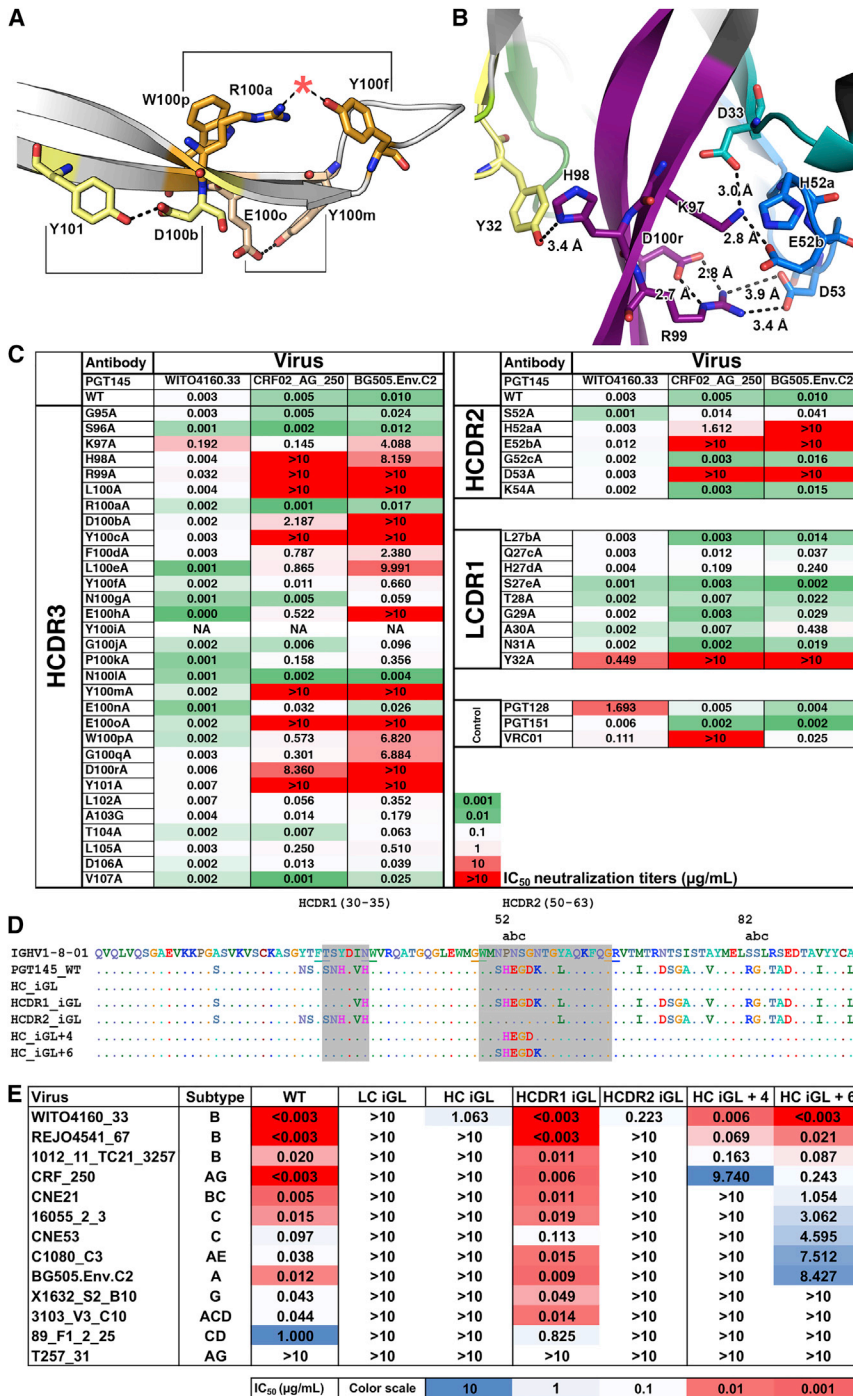 A
W100p
R100a
*
Y100f
Y101
D100b
E100o
Y100m
B
D33
H98
3.0 Å
H52a
K97
Y32
D100r
2.8 Å
E52b
3.4 Å
2.8 Å
2.7 Å
3.9 Å
D53
3.4 Å
R99
C
Antibody Virus
PGT145 WITO4160.33 CRF02_AG_250 BG505.Env.C2
WT 0.003 0.005 0.010
HCDR3
G95A 0.003 0.005 0.024
S96A 0.001 0.002 0.012
K97A 0.192 0.145 4.088
H98A 0.004 >10 8.159
R99A 0.032 >10 >10
L100A 0.004 >10 >10
R100aA 0.002 0.001 0.017
D100bA 0.002 2.187 >10
Y100cA 0.003 >10 >10
F100dA 0.003 0.787 2.380
L100eA 0.001 0.865 9.991
Y100fA 0.002 0.011 0.660
N100gA 0.001 0.005 0.059
E100hA 0.000 0.522 >10
Y100iA NA NA NA
G100jA 0.002 0.006 0.096
P100kA 0.001 0.158 0.356
N100lA 0.001 0.002 0.004
Y100mA 0.002 >10 >10
E100nA 0.001 0.032 0.026
E100oA 0.002 >10 >10
W100pA 0.002 0.573 6.820
G100qA 0.003 0.301 6.884
D100rA 0.006 8.360 >10
Y101A 0.007 >10 >10
L102A 0.007 0.056 0.352
A103G 0.004 0.014 0.179
T104A 0.002 0.007 0.063
L105A 0.003 0.250 0.510
D106A 0.002 0.013 0.039
V107A 0.002 0.001 0.025
Antibody Virus
PGT145 WITO4160.33 CRF02_AG_250 BG505.Env.C2
WT 0.003 0.005 0.010
HCDR2
S52A 0.001 0.014 0.041
H52aA 0.003 1.612 >10
E52bA 0.012 >10 >10
G52cA 0.002 0.003 0.016
D53A 0.003 >10 >10
K54A 0.002 0.003 0.015
LCDR1
L27bA 0.002 0.003 0.014
Q27cA 0.003 0.012 0.037
H27dA 0.004 0.109 0.240
S27eA 0.001 0.003 0.002
T28A 0.002 0.007 0.022
G29A 0.002 0.003 0.029
A30A 0.002 0.007 0.438
N31A 0.002 0.002 0.019
Y32A 0.449 >10 >10
Control
PGT128 1.693 0.005 0.004
PGT151 0.006 0.002 0.002
VRC01 0.111 >10 0.025
0.001
0.01
0.1
1
10
>10 IC50 neutralization titers (µg/mL)
D
HCDR1 (30-35) HCDR2 (50-63)
52 82
abc abc
IGHV1-8-01 QVQLVQSGAEVKKPGASVKVSCKASGYTFTSYDINWVRQATGQGLEWMGWMNPNSGNTGYAQKFQGRVTMTRNTSISTAYMELSSLRSEDTAVYYCA
PGT145_WT ...............S..........NS.SNH.VH................SHEGDK..L.........I..DSGA..V....RG.TAD...I..L.
HC_iGL
HCDR1_iGL ...............S.................VH................SHEGDK..L.........I..DSGA..V....RG.TAD...I..L.
HCDR2_iGL ...............S..........NS.SNH.VH........................L.........I..DSGA..V....RG.TAD...I..L.
HC_iGL+4 ....................................................HEGD.........................................
HC_iGL+6 ...................................................SHEGDK........................................
E
Virus Subtype WT LC iGL HC iGL HCDR1 iGL HCDR2 iGL HC iGL + 4 HC iGL + 6
WITO4160_33 B <0.003 >10 1.063 <0.003 0.223 0.006 <0.003
REJO4541_67 B <0.003 >10 >10 <0.003 >10 0.069 0.021
1012_11_TC21_3257 B 0.020 >10 >10 0.011 >10 0.163 0.087
CRF_250 AG <0.003 >10 >10 0.006 >10 9.740 0.243
CNE21 BC 0.005 >10 >10 0.011 >10 >10 1.054
16055_2_3 C 0.015 >10 >10 0.019 >10 >10 3.062
CNE53 C 0.097 >10 >10 0.113 >10 >10 4.595
C1080_C3 AE 0.038 >10 >10 0.015 >10 >10 7.512
BG505.Env.C2 A 0.012 >10 >10 0.009 >10 >10 8.427
X1632_S2_B10 G 0.043 >10 >10 0.049 >10 >10 >10
3103_V3_C10 ACD 0.044 >10 >10 0.014 >10 >10 >10
89_F1_2_25 CD 1.000 >10 >10 0.825 >10 >10 >10
T257_31 AG >10 >10 >10 >10 >10 >10 >10
IC50 (µg/mL) Color scale 10 1 0.1 0.01 0.001